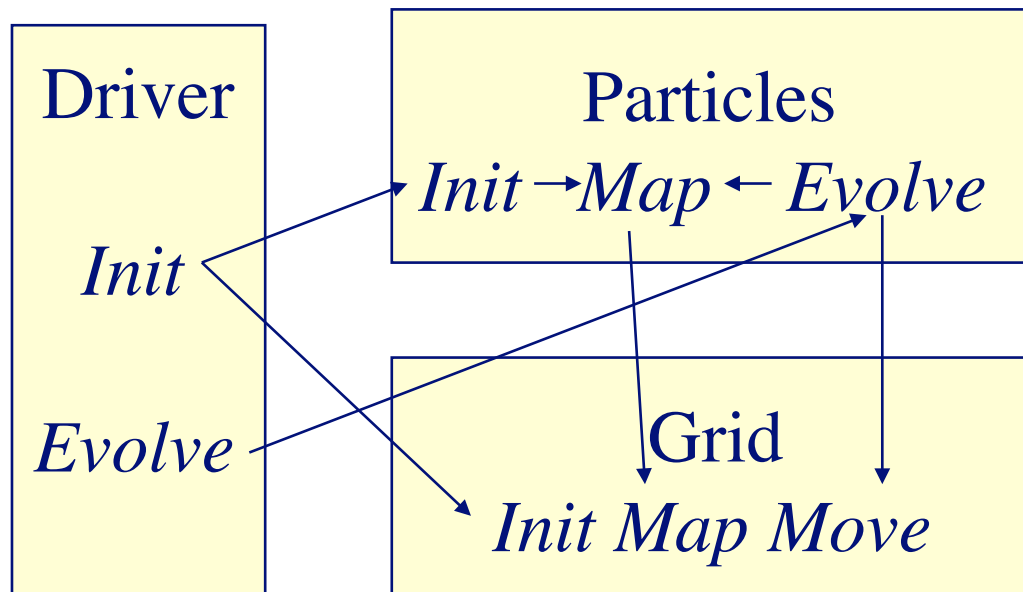 Driver
Init
Evolve
Particles
Init Map Evolve
Grid
Init Map Move